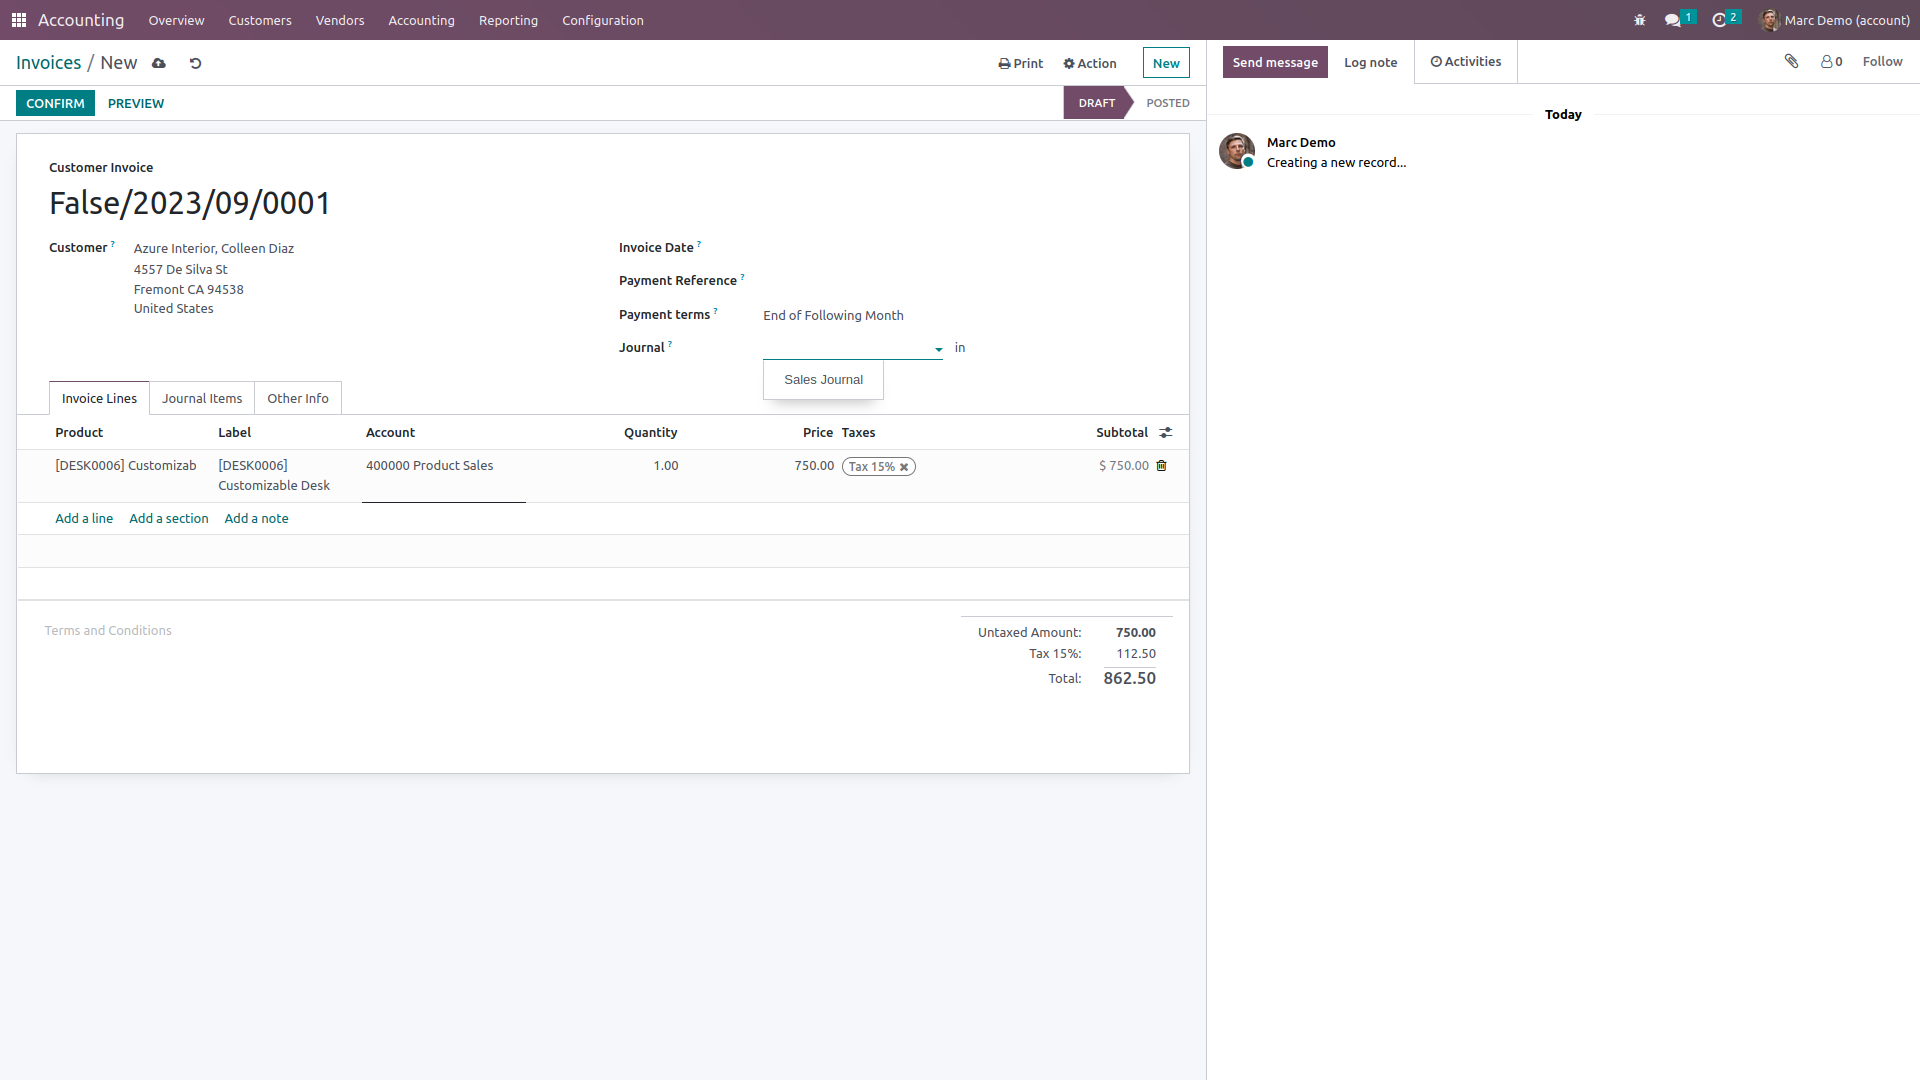 Accounting Overview Customers Vendors Accounting Reporting Configuration 1 2 Marc Demo (account)
Invoices / New Print Action New
CONFIRM PREVIEW DRAFT POSTED
Customer Invoice
False/2023/09/0001
Customer ? Azure Interior, Colleen Diaz
4557 De Silva St
Fremont CA 94538
United States
Invoice Date ?
Payment Reference ?
Payment terms ? End of Following Month
Journal ? in
Sales Journal
Invoice Lines Journal Items Other Info
Product Label Account Quantity Price Taxes Subtotal
[DESK0006] Customizab [DESK0006] 400000 Product Sales 1.00 750.00 Tax 15% $ 750.00
Customizable Desk
Add a line Add a section Add a note
Terms and Conditions
Untaxed Amount: 750.00
Tax 15%: 112.50
Total: 862.50
Send message Log note Activities 0 Follow
Today
Marc Demo
Creating a new record...